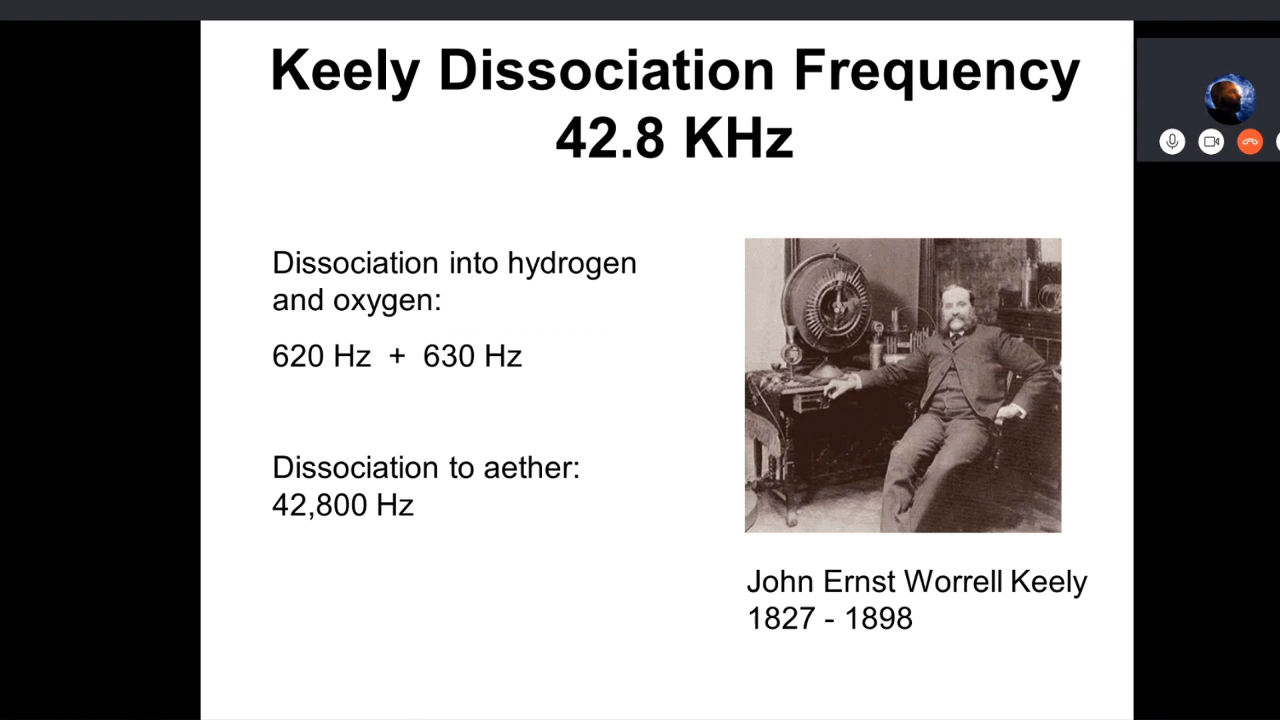 Keely Dissociation Frequency
42.8 KHz
Dissociation into hydrogen
and oxygen:
620 Hz + 630 Hz
Dissociation to aether:
42,800 Hz
John Ernst Worrell Keely
1827 - 1898